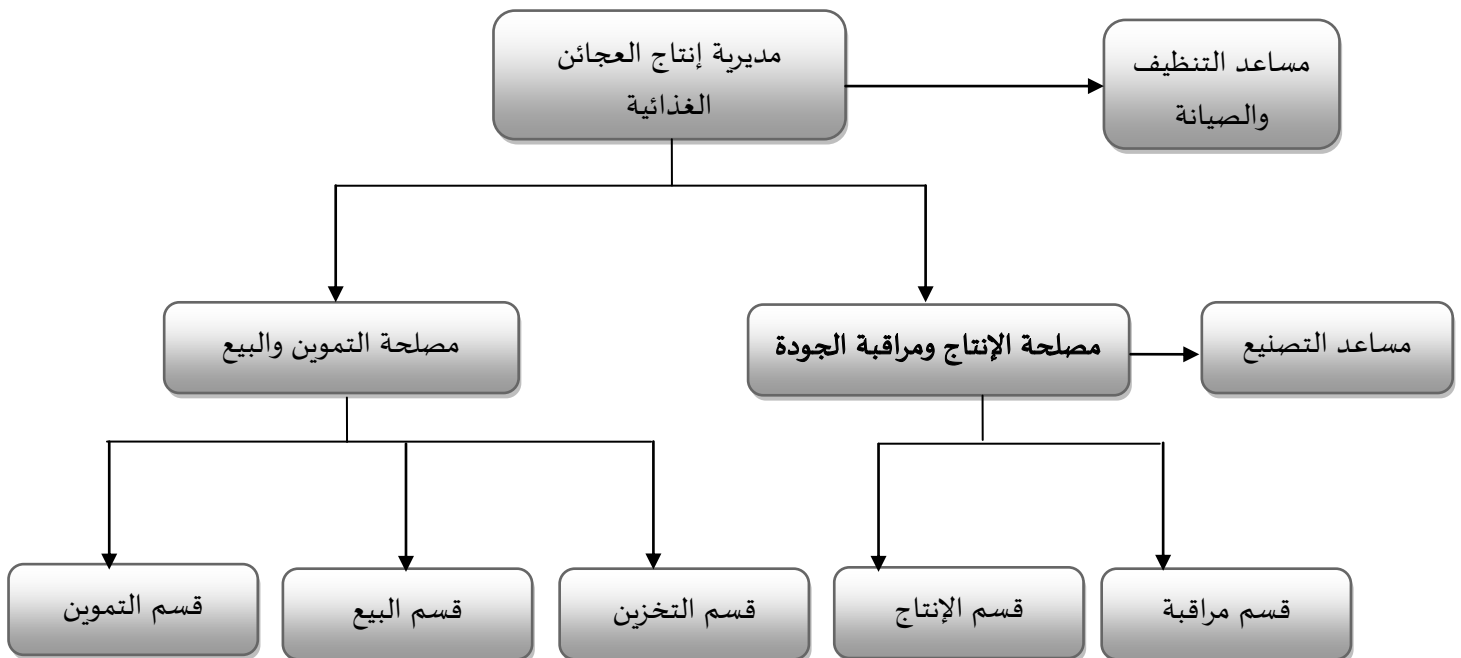 مديرية إنتاج العجائن
الغذائية
مساعد التنظيف
والصيانة
مصلحة الإنتاج ومراقبة الجودة
مساعد التصنيع
مصلحة التموين والبيع
قسم مراقبة
قسم الإنتاج
قسم التخزين
قسم البيع
قسم التموين